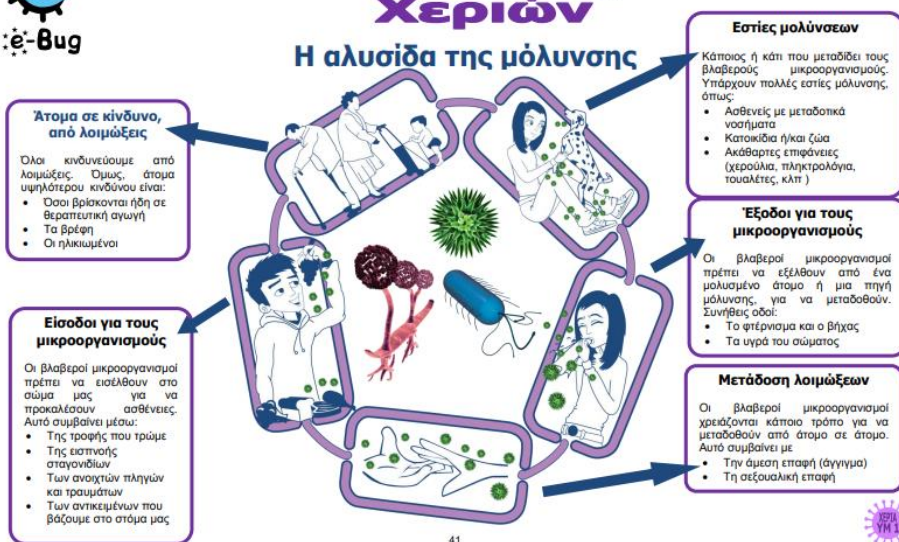 e-Bug
Χεριών
Η αλυσίδα της μόλυνσης
Εστίες μολύνσεων
Κάποιος ή κάτι που μεταδίδει τους
βλαβερούς μικροοργανισμούς.
Υπάρχουν πολλές εστίες μόλυνσης,
όπως:
• Ασθενείς με μεταδοτικά
νοσήματα
• Κατοικίδια ή/και ζώα
• Ακάθαρτες επιφάνειες
(χερούλια, πληκτρολόγια,
τουαλέτες, κλπ )
Άτομα σε κίνδυνο,
από λοιμώξεις
Όλοι κινδυνεύουμε από
λοιμώξεις. Όμως, άτομα
υψηλότερου κινδύνου είναι:
• Όσοι βρίσκονται ήδη σε
θεραπευτική αγωγή
• Τα βρέφη
• Οι ηλικιωμένοι
Έξοδοι για τους
μικροοργανισμούς
Οι βλαβεροί μικροοργανισμοί
πρέπει να εξέλθουν από ένα
μολυσμένο άτομο ή μια πηγή
μόλυνσης, για να μεταδοθούν.
Συνήθεις οδοί:
• Το φτέρνισμα και ο βήχας
• Τα υγρά του σώματος
Είσοδοι για τους
μικροοργανισμούς
Οι βλαβεροί μικροοργανισμοί
πρέπει να εισέλθουν στο
σώμα μας για να
προκαλέσουν ασθένειες.
Αυτό συμβαίνει μέσω:
• Της τροφής που τρώμε
• Της εισπνοής
σταγονιδίων
• Των ανοιχτών πληγών
και τραυμάτων
• Των αντικειμένων που
βάζουμε στο στόμα μας
Μετάδοση λοιμώξεων
Οι βλαβεροί μικροοργανισμοί
χρειάζονται κάποιο τρόπο για να
μεταδοθούν από άτομο σε άτομο.
Αυτό συμβαίνει με
• Την άμεση επαφή (άγγιγμα)
• Τη σεξουαλική επαφή
ΧΕΡΙΑ
ΥΜ 1
41